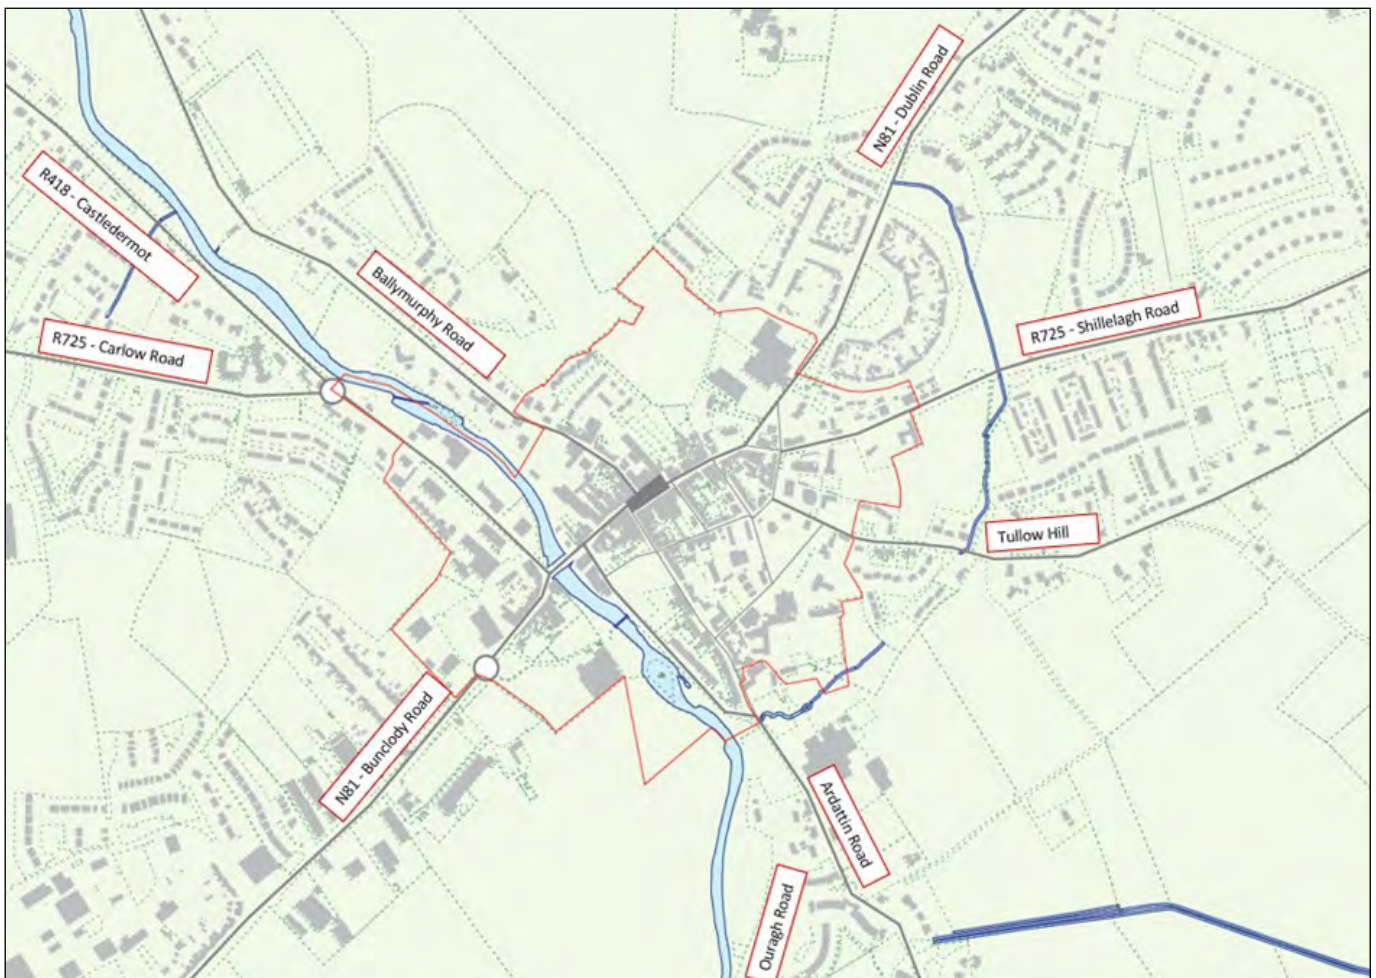 N81 - Dublin Road
R418 - Castledermot
Ballymurphy Road
R725 - Shillelagh Road
R725 - Carlow Road
Tullow Hill
N81 - Bunclody Road
Ardattin Road
Ouragh Road